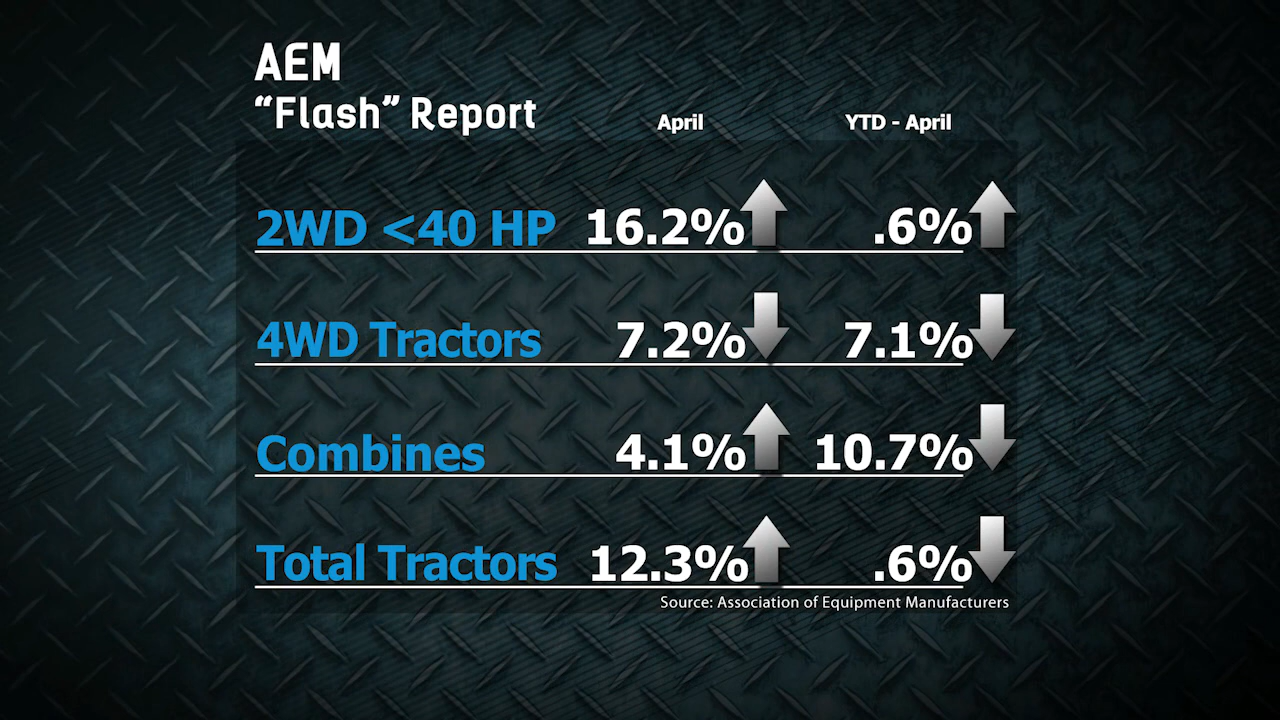 AEM
“Flash” Report
April YTD - April
2WD <40 HP 16.2% .6%
4WD Tractors 7.2% 7.1%
Combines 4.1% 10.7%
Total Tractors 12.3% .6%
Source: Association of Equipment Manufacturers